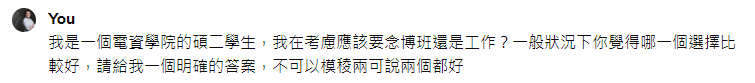 You
我是一個電資學院的碩二學生，我在考慮應該要念博班還是工作？一般狀況下你覺得哪一個選擇比
較好，請給我一個明確的答案，不可以模稜兩可說兩個都好